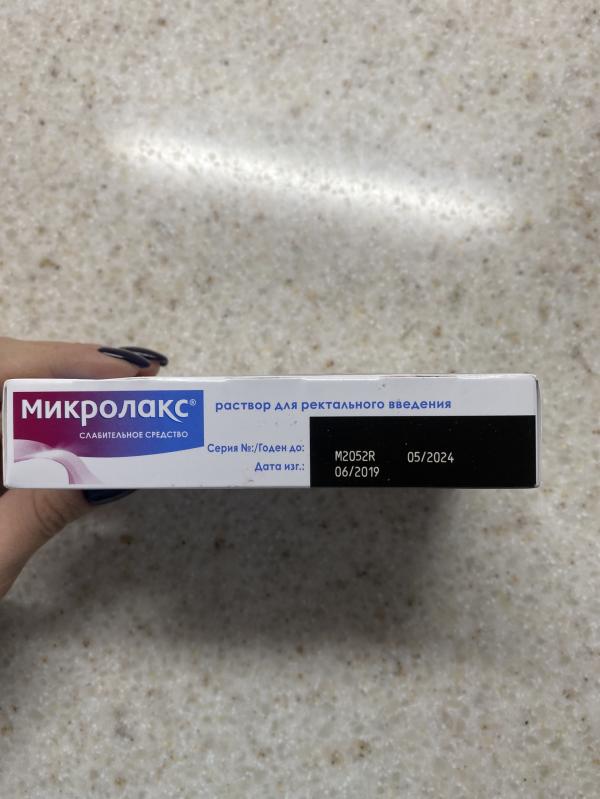 Микролакс®
СЛАБИТЕЛЬНОЕ СРЕДСТВО
раствор для ректального введения
Серия №:/Годен до: M2052R 05/2024
Дата изг.: 06/2019